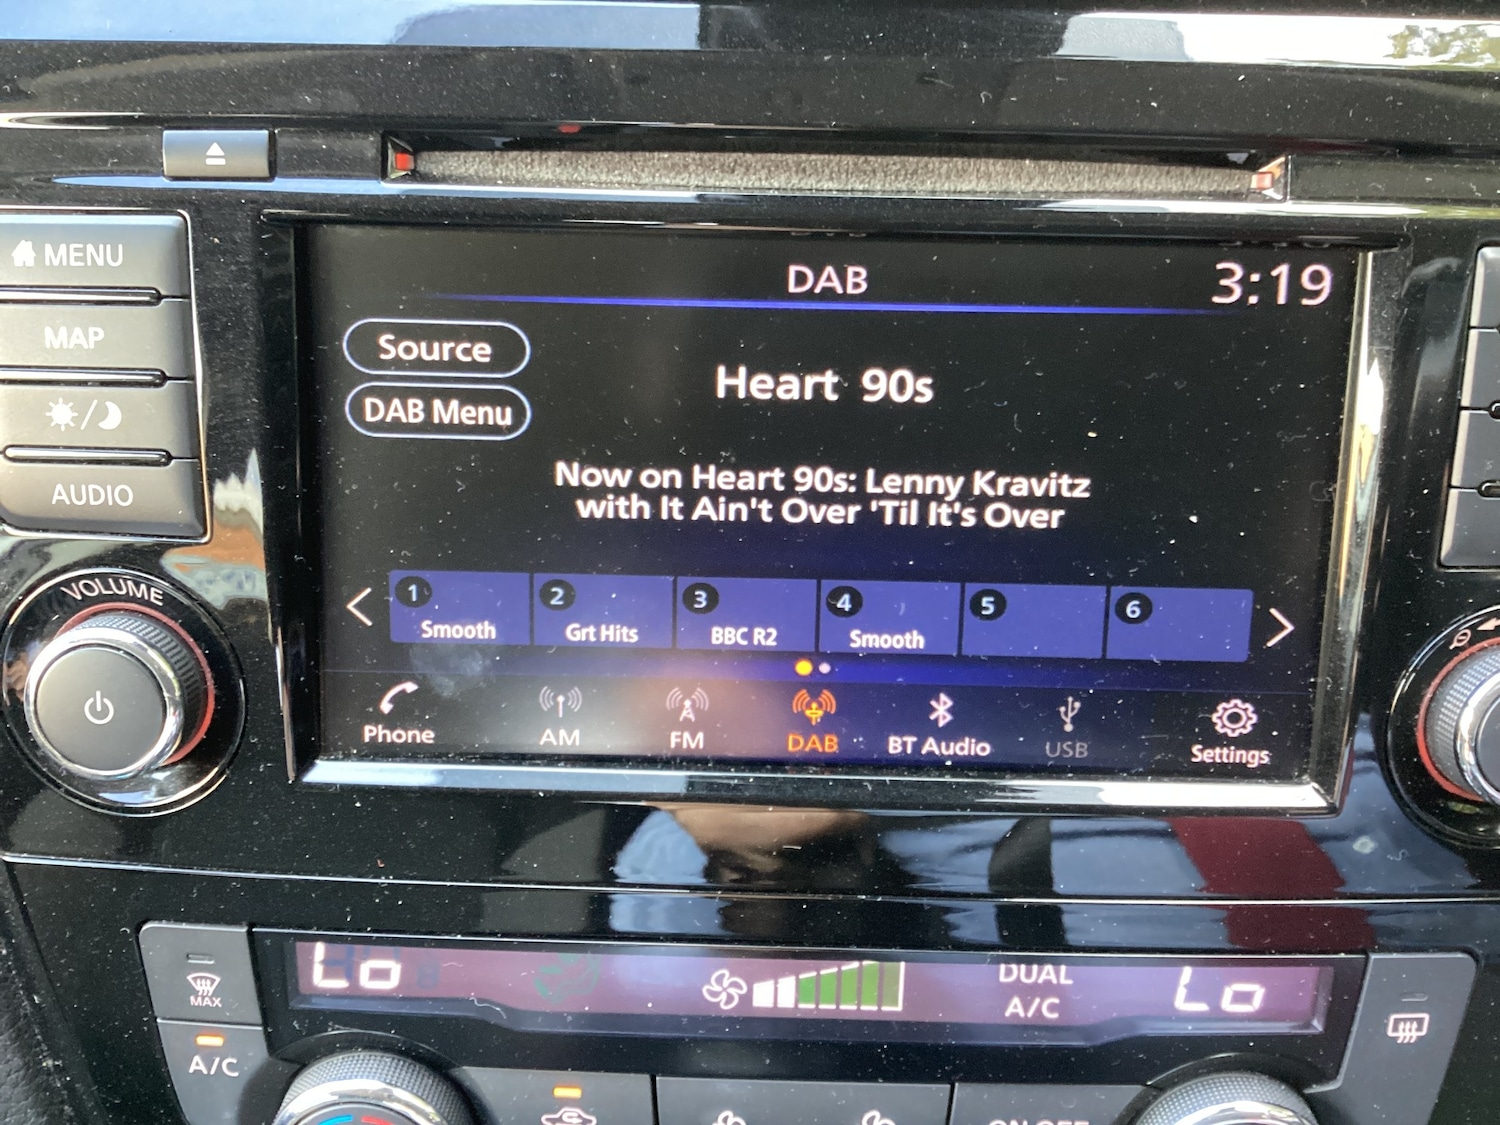 MENU
MAP
AUDIO
VOLUME
DAB
3:19
Source
DAB Menu
Heart 90s
Now on Heart 90s: Lenny Kravitz
with It Ain't Over 'Til It's Over
1
Smooth
2
Grt Hits
3
BBC R2
4
Smooth
5
6
Phone
AM
FM
DAB
BT Audio
USB
Settings
MAX
Lo
DUAL
A/C
Lo
A/C
ON·OFF